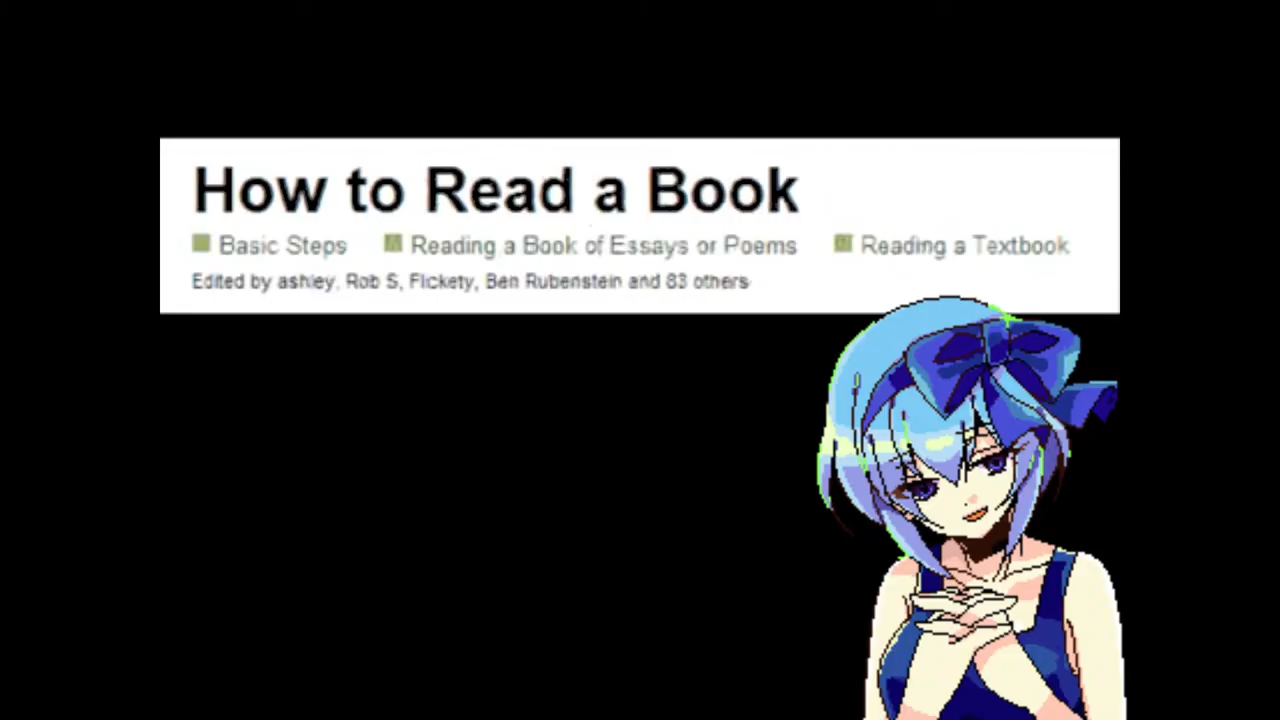 How to Read a Book
Basic Steps Reading a Book of Essays or Poems Reading a Textbook
Edited by ashley, Rob S, Flckety, Ben Rubenstein and 83 others